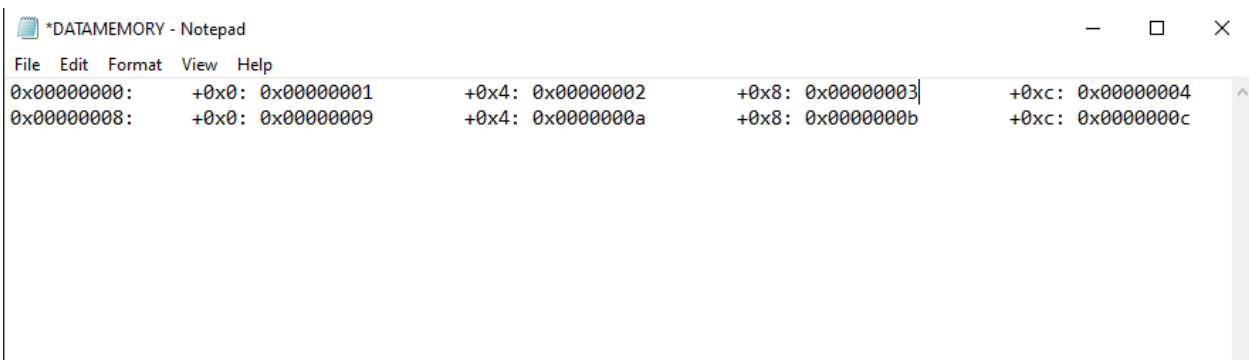 *DATAMEMORY - Notepad
File Edit Format View Help
0x00000000: +0x0: 0x00000001 +0x4: 0x00000002 +0x8: 0x00000003 +0xc: 0x00000004
0x00000008: +0x0: 0x00000009 +0x4: 0x0000000a +0x8: 0x0000000b +0xc: 0x0000000c